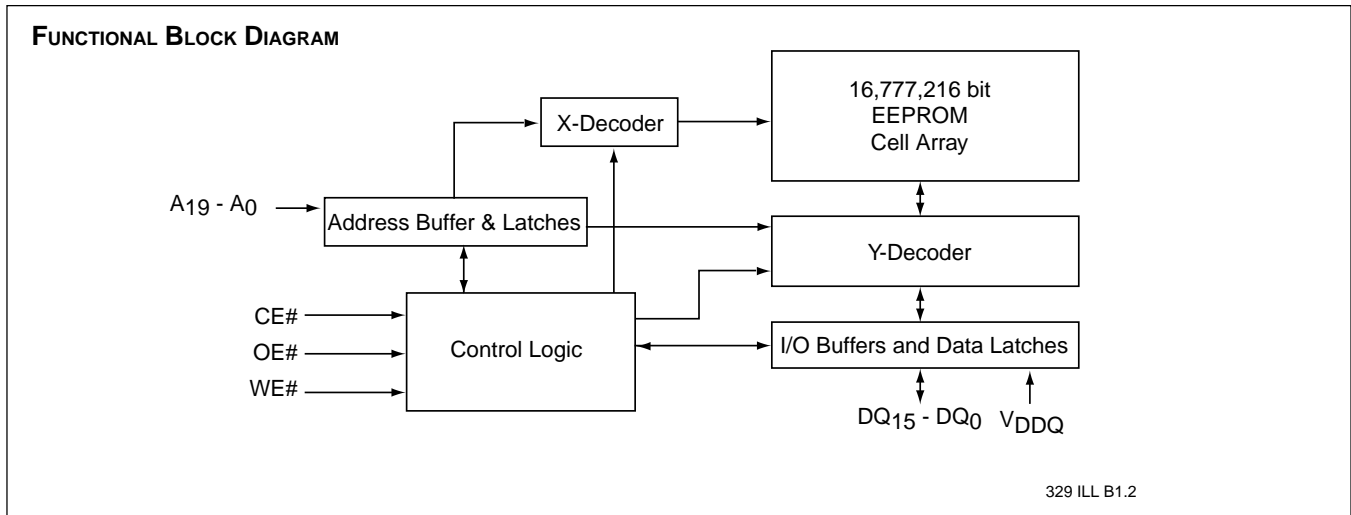 FUNCTIONAL BLOCK DIAGRAM
16,777,216 bit
EEPROM
Cell Array
X-Decoder
A19 - A0
Address Buffer & Latches
Y-Decoder
CE#
OE#
WE#
Control Logic
I/O Buffers and Data Latches
DQ15 - DQ0
VDDQ
329 ILL B1.2